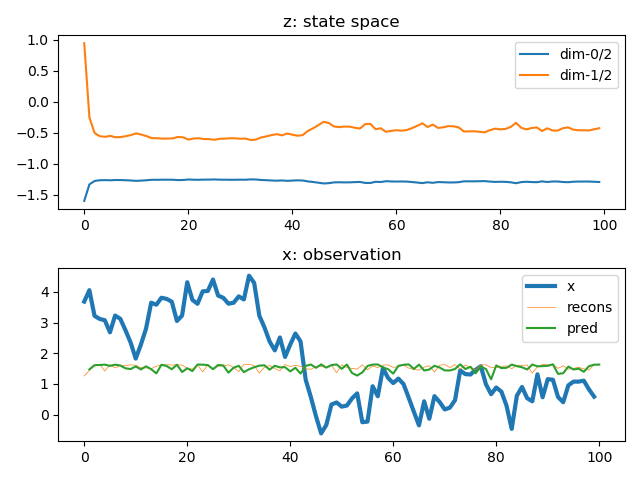 z: state space
1.0
0.5
0.0
−0.5
−1.0
−1.5
dim-0/2
dim-1/2
0 20 40 60 80 100
x: observation
4
3
2
1
0
x
recons
pred
0 20 40 60 80 100